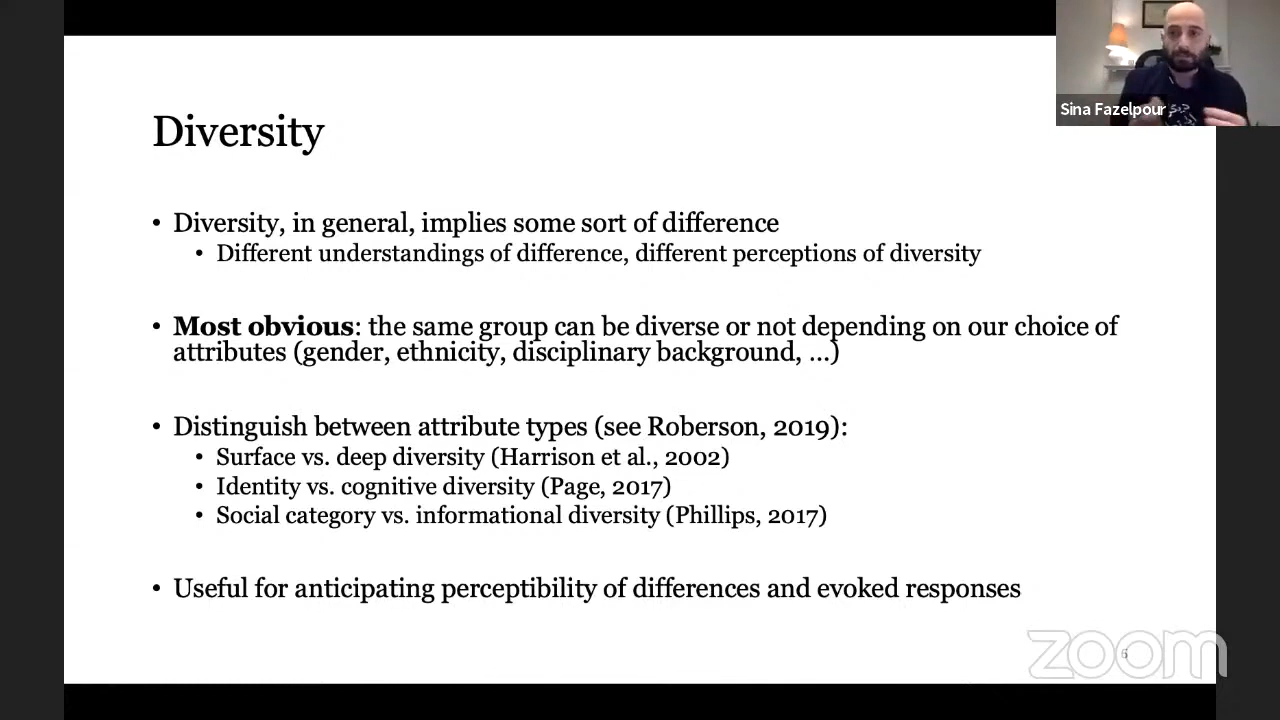 Sina Fazelpour
Diversity
• Diversity, in general, implies some sort of difference
• Different understandings of difference, different perceptions of diversity
• Most obvious: the same group can be diverse or not depending on our choice of
attributes (gender, ethnicity, disciplinary background, ...)
• Distinguish between attribute types (see Roberson, 2019):
• Surface vs. deep diversity (Harrison et al., 2002)
• Identity vs. cognitive diversity (Page, 2017)
• Social category vs. informational diversity (Phillips, 2017)
• Useful for anticipating perceptibility of differences and evoked responses
zoom